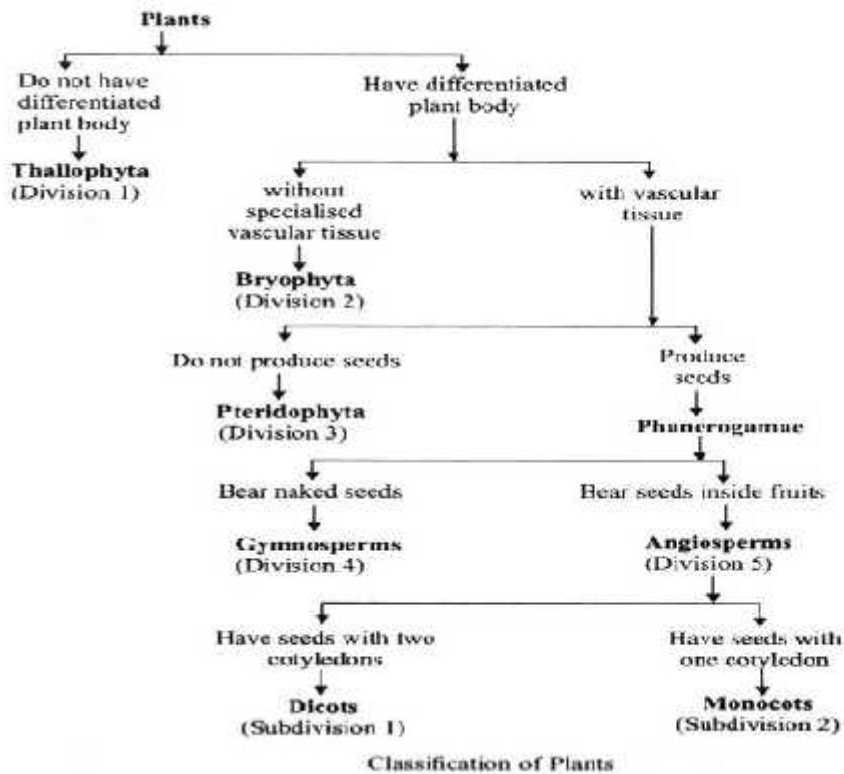 Plants
Do not have
differentiated
plant body
Have differentiated
plant body
Thallophyta
(Division 1)
without
specialised
vascular tissue
with vascular
tissue
Bryophyta
(Division 2)
Do not produce seeds
Produce
seeds
Pteridophyta
(Division 3)
Phanerogamae
Bear naked seeds
Bear seeds inside fruits
Gymnosperms
(Division 4)
Angiosperms
(Division 5)
Have seeds with two
cotyledons
Have seeds with
one cotyledon
Dicots
(Subdivision 1)
Monocots
(Subdivision 2)
Classification of Plants